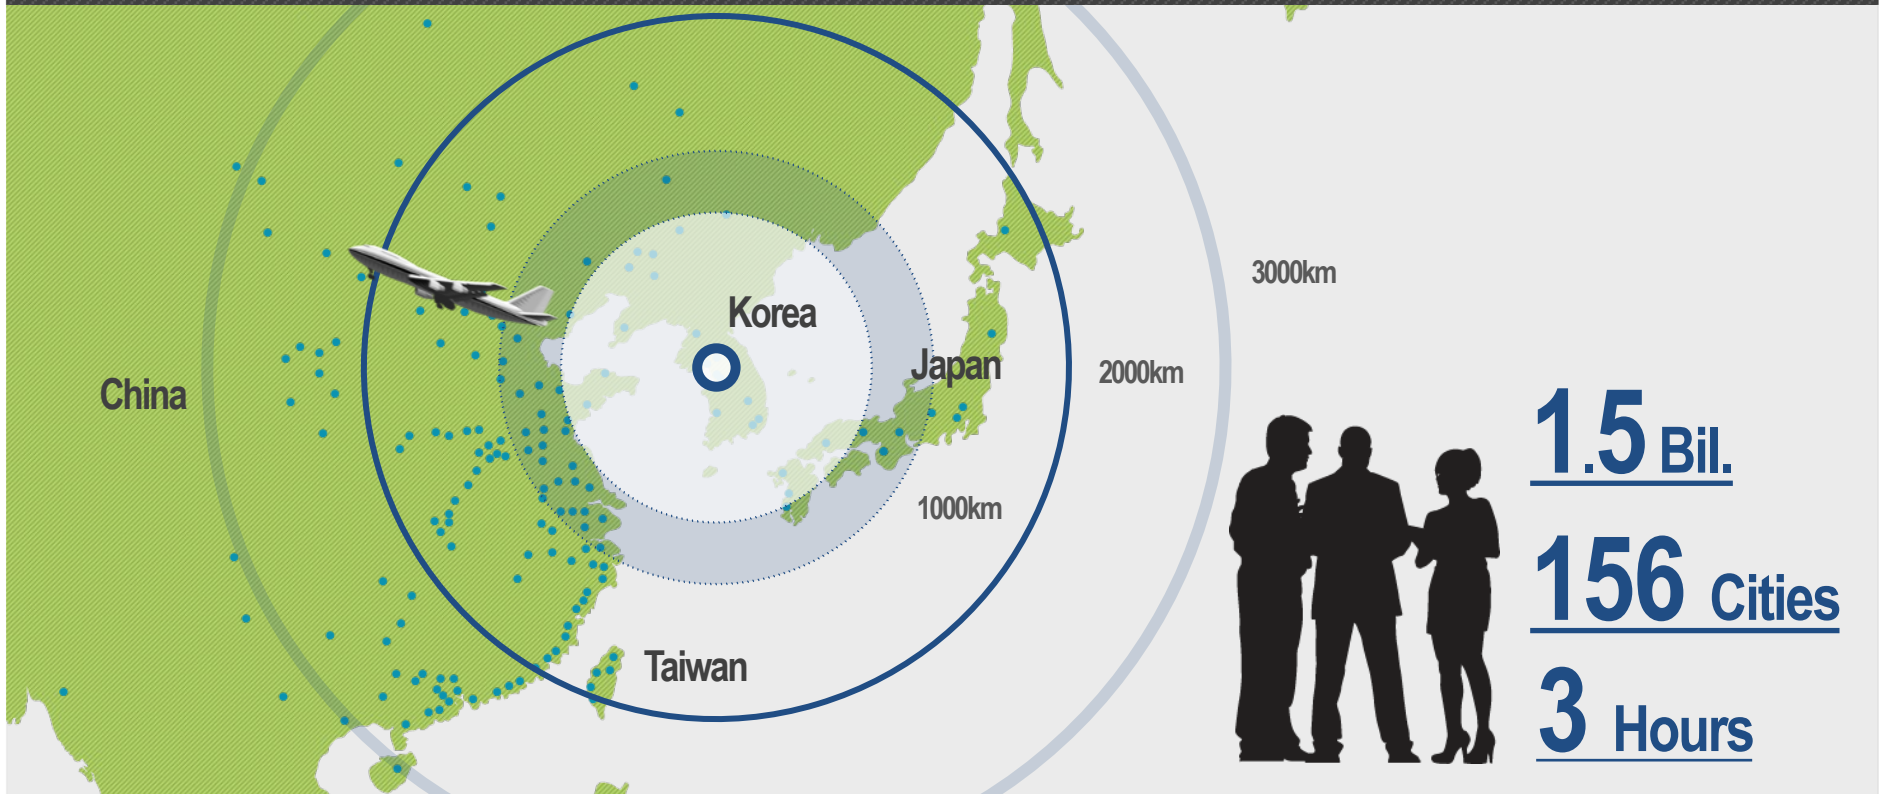 Korea
3000km
Japan
2000km
China
1000km
Taiwan
1.5 Bil.
156 Cities
3 Hours